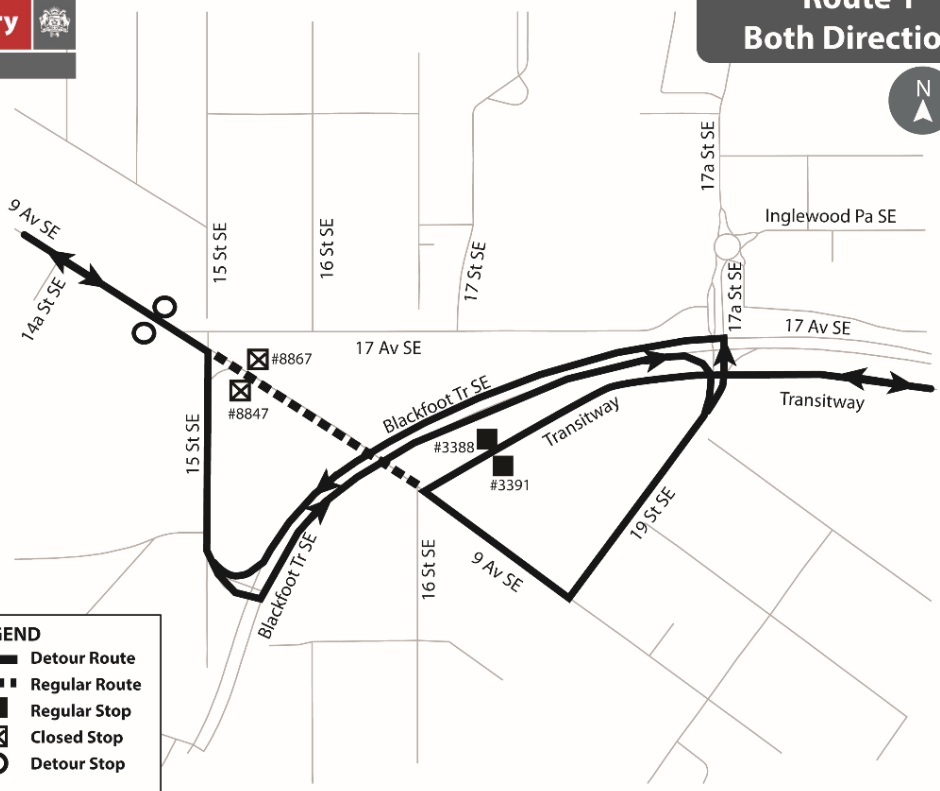 ry
Route 1
Both Directio
N
9 Av SE
14a St SE
15 St SE
16 St SE
17 St SE
17a St SE
Inglewood Pa SE
17a St SE
17 Av SE
17 Av SE
#8867
#8847
Blackfoot Tr SE
Transitway
Transitway
#3388
#3391
15 St SE
19 St SE
Blackfoot Tr SE
16 St SE
9 Av SE
GEND
Detour Route
Regular Route
Regular Stop
Closed Stop
Detour Stop